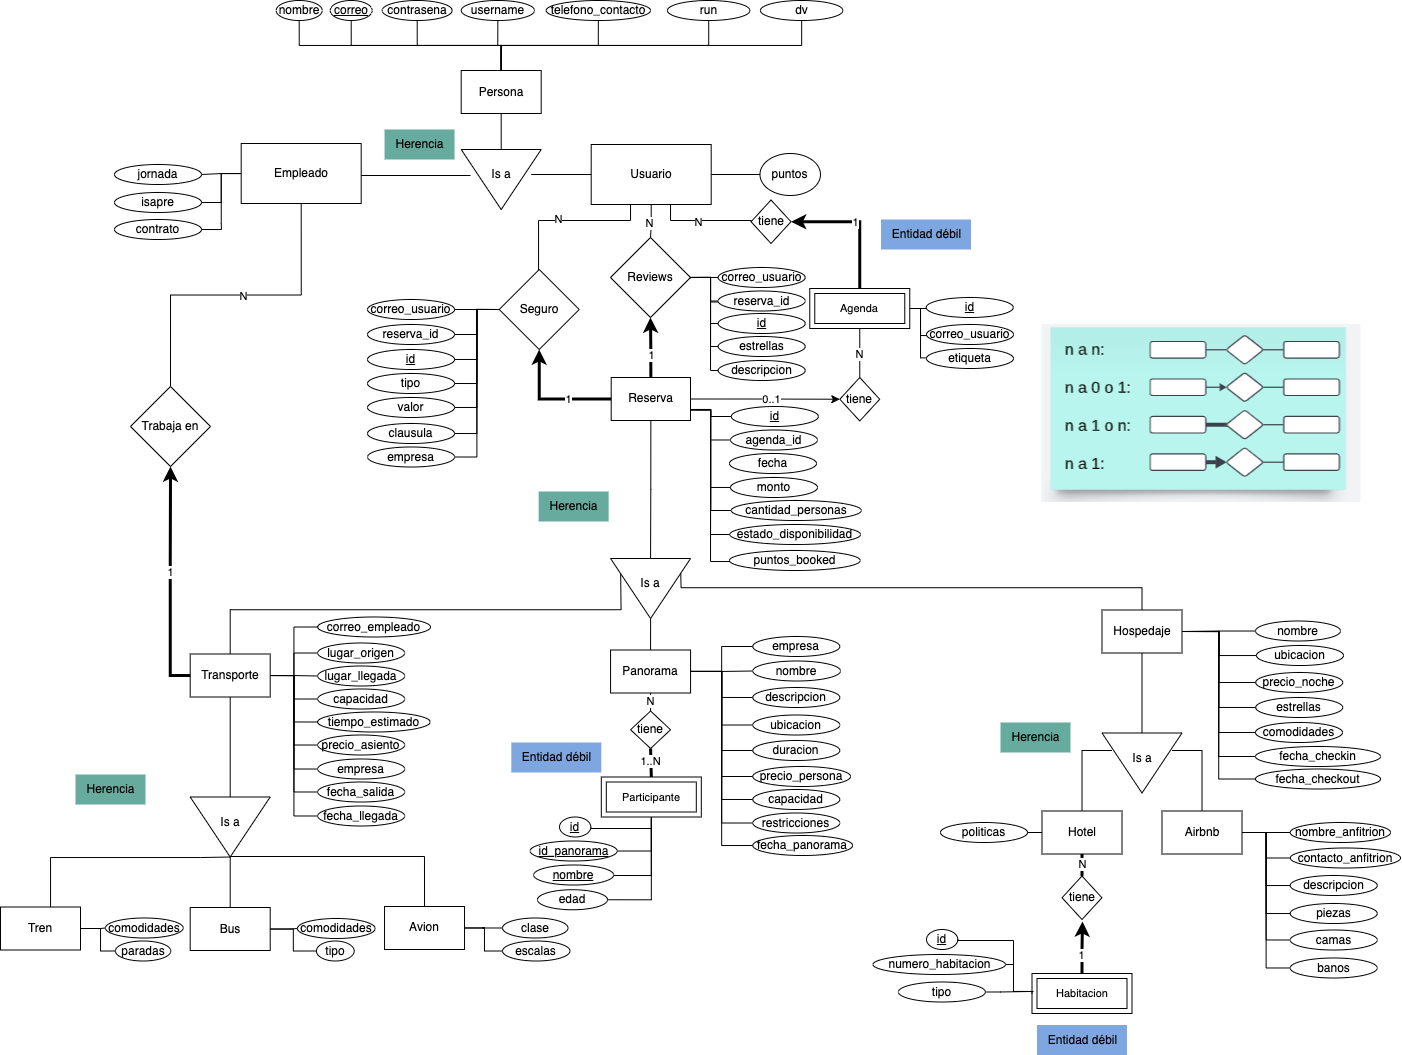 nombre
correo
contrasena
username
telefono_contacto
run
dv
Persona
Herencia
Is a
Empleado
jornada
isapre
contrato
Usuario
puntos
N
N
N
tiene
1
Entidad débil
Seguro
Reviews
correo_usuario
reserva_id
id
estrellas
descripcion
Agenda
id
correo_usuario
etiqueta
N
correo_usuario
reserva_id
id
tipo
valor
clausula
empresa
1
1
N
Reserva
0..1
tiene
id
agenda_id
fecha
monto
cantidad_personas
estado_disponibilidad
puntos_booked
n a n:
n a 0 o 1:
n a 1 o n:
n a 1:
Trabaja en
1
Herencia
Is a
Transporte
correo_empleado
lugar_origen
lugar_llegada
capacidad
tiempo_estimado
precio_asiento
empresa
fecha_salida
fecha_llegada
Panorama
empresa
nombre
descripcion
ubicacion
duracion
precio_persona
capacidad
restricciones
fecha_panorama
N
tiene
1..N
Entidad débil
Participante
id
id_panorama
nombre
edad
Hospedaje
nombre
ubicacion
precio_noche
estrellas
comodidades
fecha_checkin
fecha_checkout
Herencia
Is a
Herencia
Is a
Tren
comodidades
paradas
Bus
comodidades
tipo
Avion
clase
escalas
politicas
Hotel
Airbnb
nombre_anfitrion
contacto_anfitrion
descripcion
piezas
camas
banos
N
tiene
1
id
numero_habitacion
tipo
Habitacion
Entidad débil